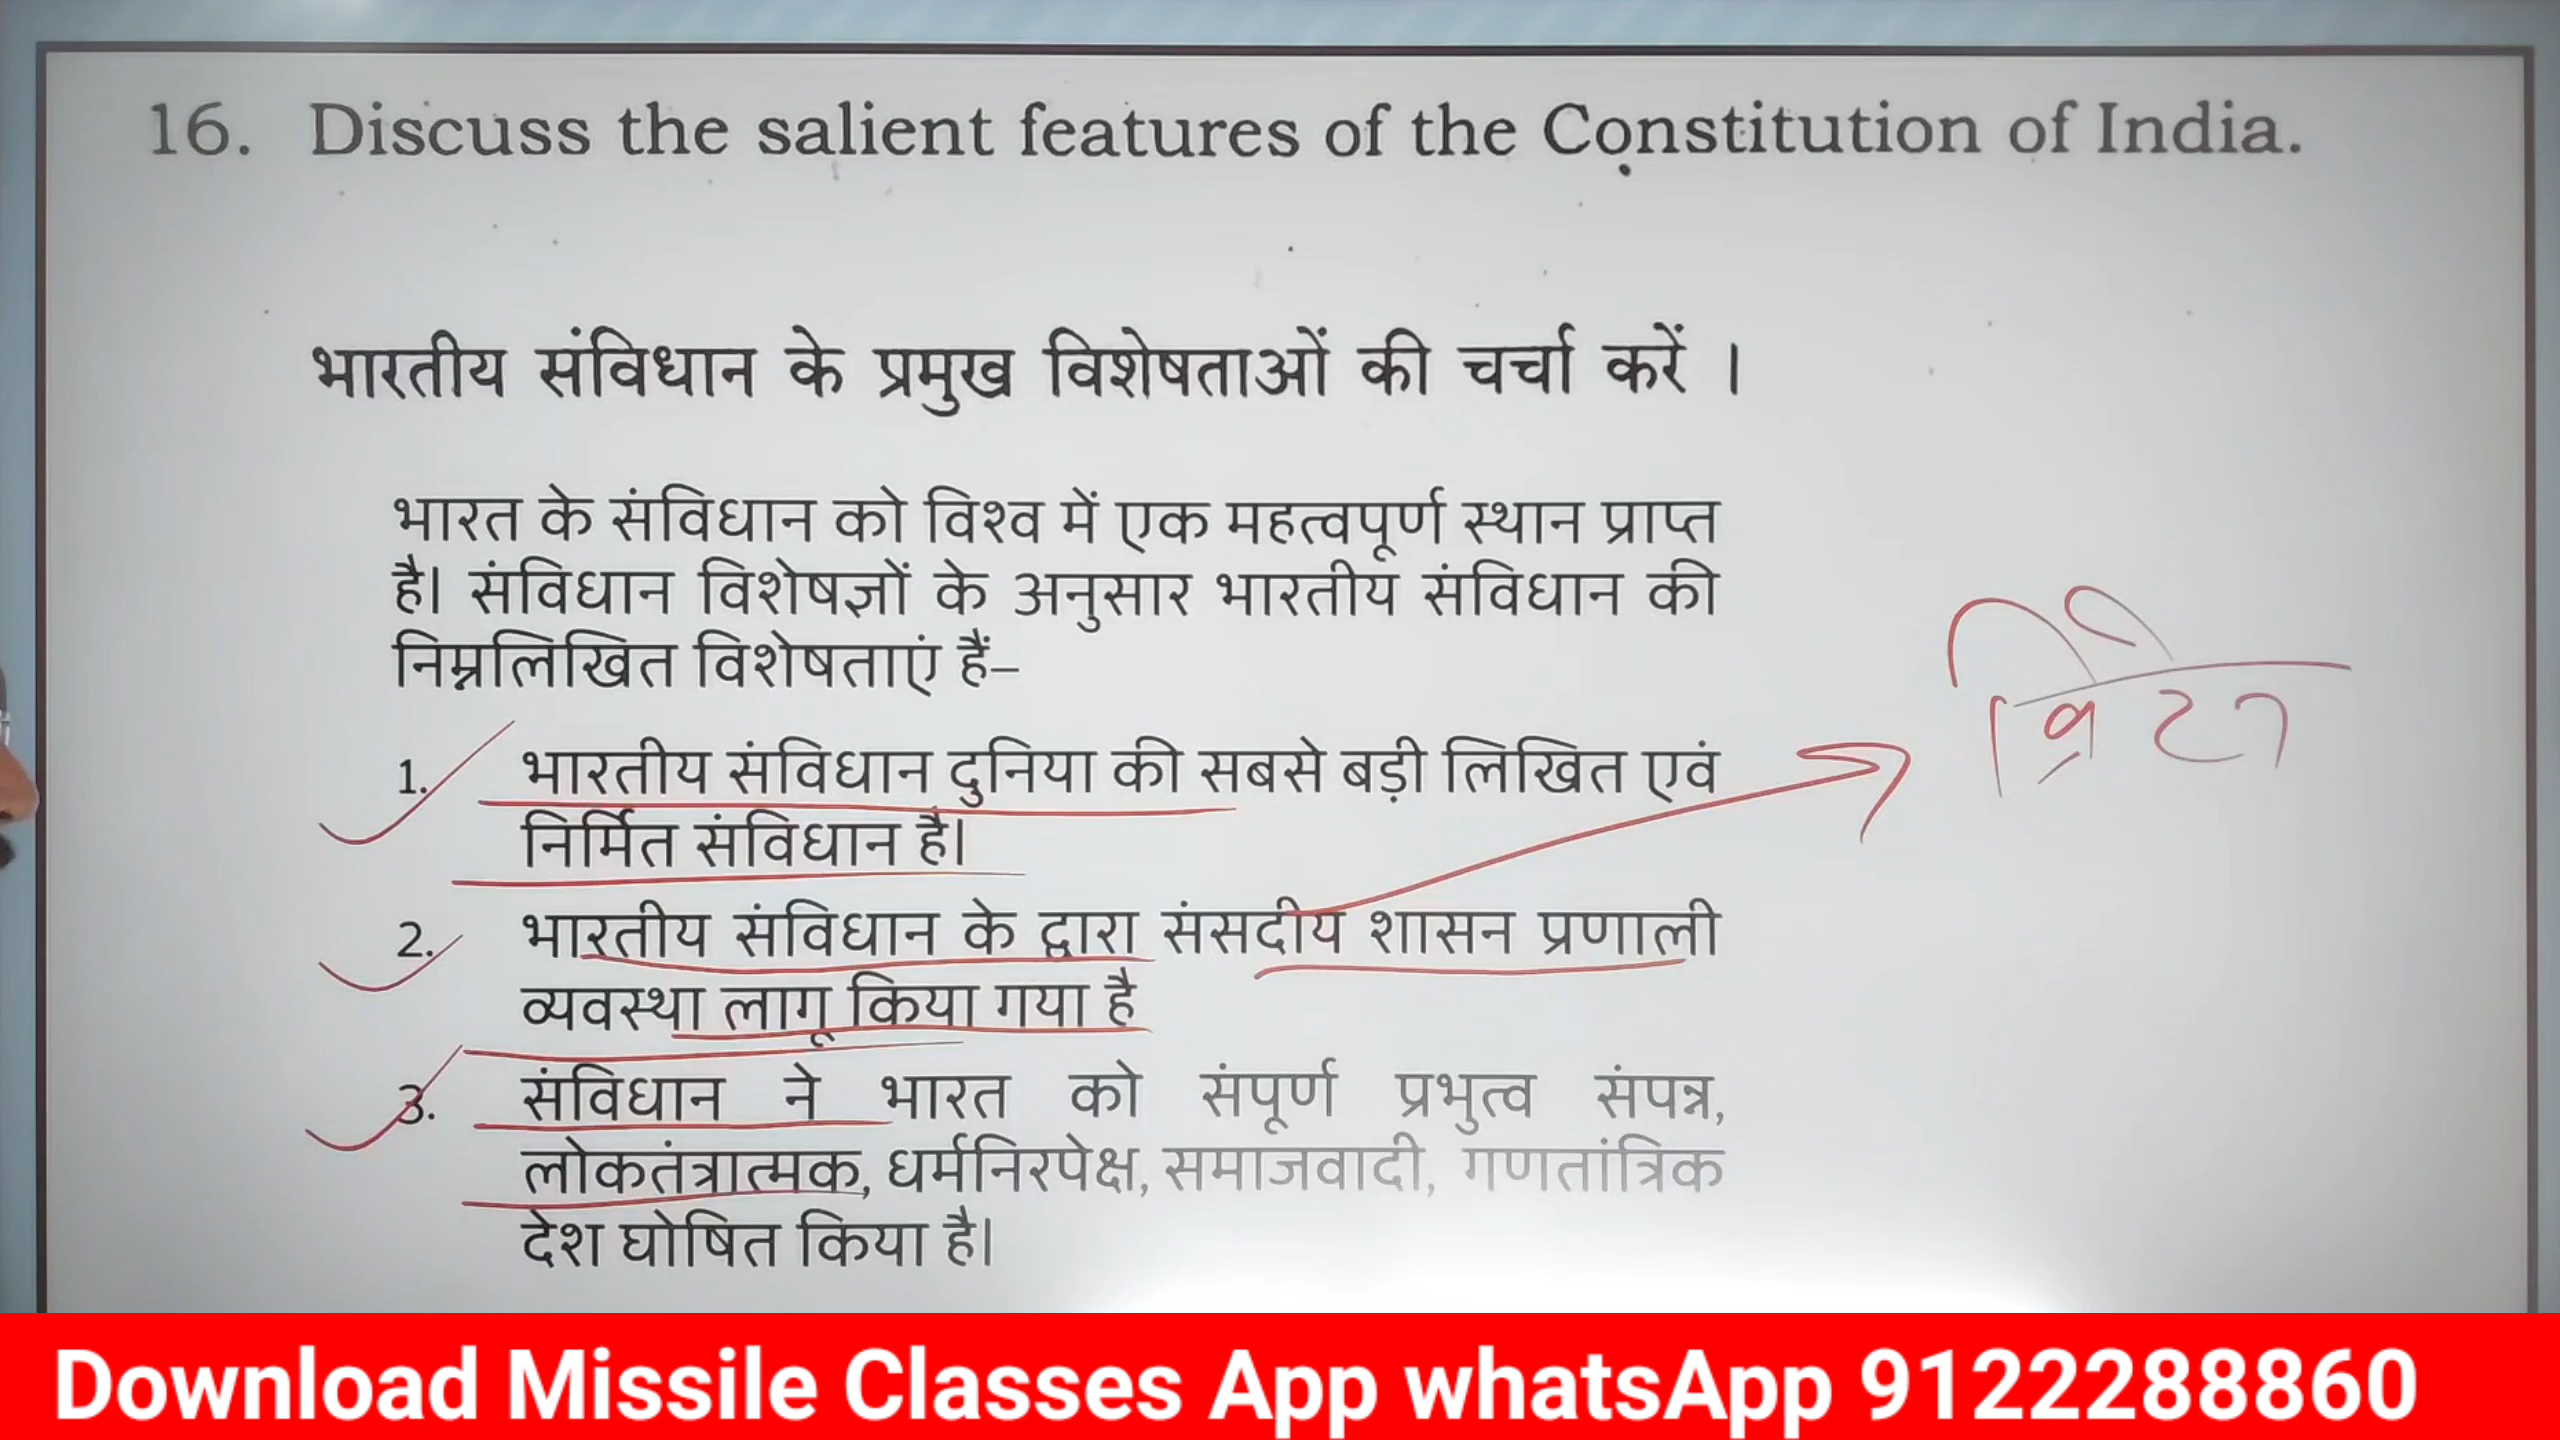 16. Discuss the salient features of the Constitution of India.
भारतीय संविधान के प्रमुख विशेषताओं की चर्चा करें ।
भारत के संविधान को विश्व में एक महत्वपूर्ण स्थान प्राप्त
है। संविधान विशेषज्ञों के अनुसार भारतीय संविधान की
निम्नलिखित विशेषताएं हैं–
1. भारतीय संविधान दुनिया की सबसे बड़ी लिखित एवं
निर्मित संविधान है।
ब्रिटेन
2. भारतीय संविधान के द्वारा संसदीय शासन प्रणाली
व्यवस्था लागू किया गया है
3. संविधान ने भारत को संपूर्ण प्रभुत्व संपन्न,
लोकतंत्रात्मक, धर्मनिरपेक्ष, समाजवादी, गणतांत्रिक
देश घोषित किया है।
Download Missile Classes App whatsApp 9122288860